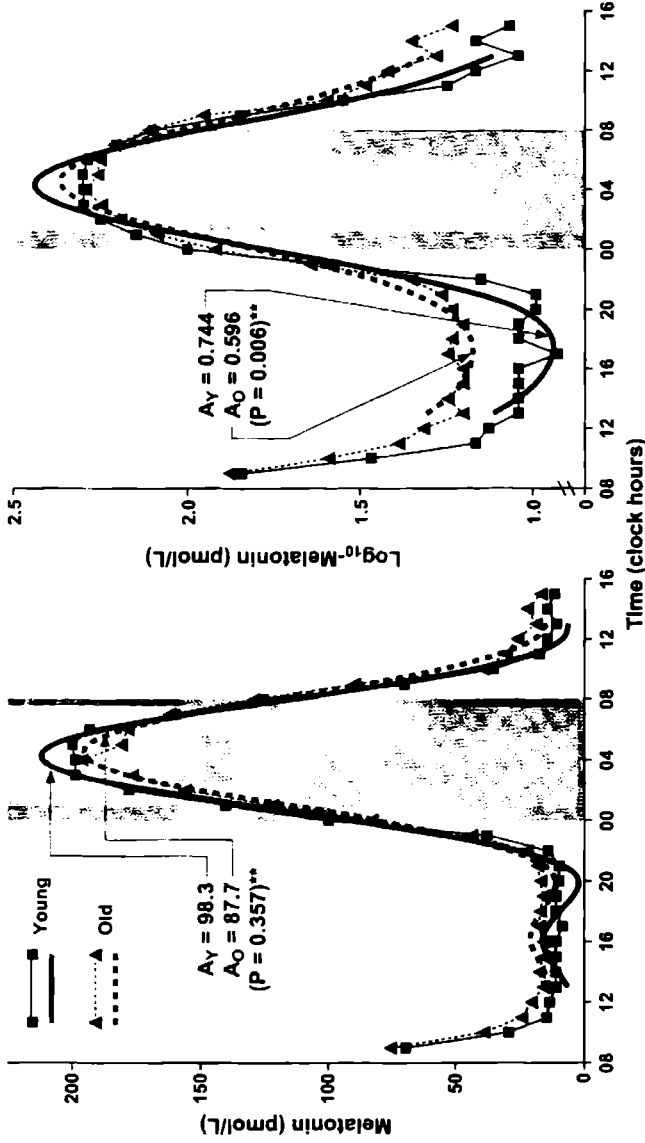 Melatonin (pmol/L)
200
150
100
50
0
Young
Old
A_Y = 98.3
A_O = 87.7
(P = 0.357)**
08
12
16
20
00
04
08
12
16
Log₁₀-Melatonin (pmol/L)
2.5
2.0
1.5
1.0
A_Y = 0.744
A_O = 0.596
(P = 0.006)**
08
12
16
20
00
04
08
12
16
Time (clock hours)